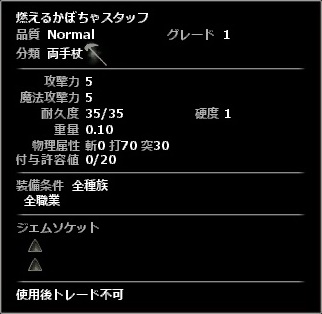 燃えるかぼちゃスタッフ
品質 Normal グレード 1
分類 両手杖
攻撃力 5
魔法攻撃力 5
耐久度 35/35 硬度 1
重量 0.10
物理属性 斬0 打70 突30
付与許容値 0/20
装備条件 全種族
全職業
ジェムソケット
使用後トレード不可